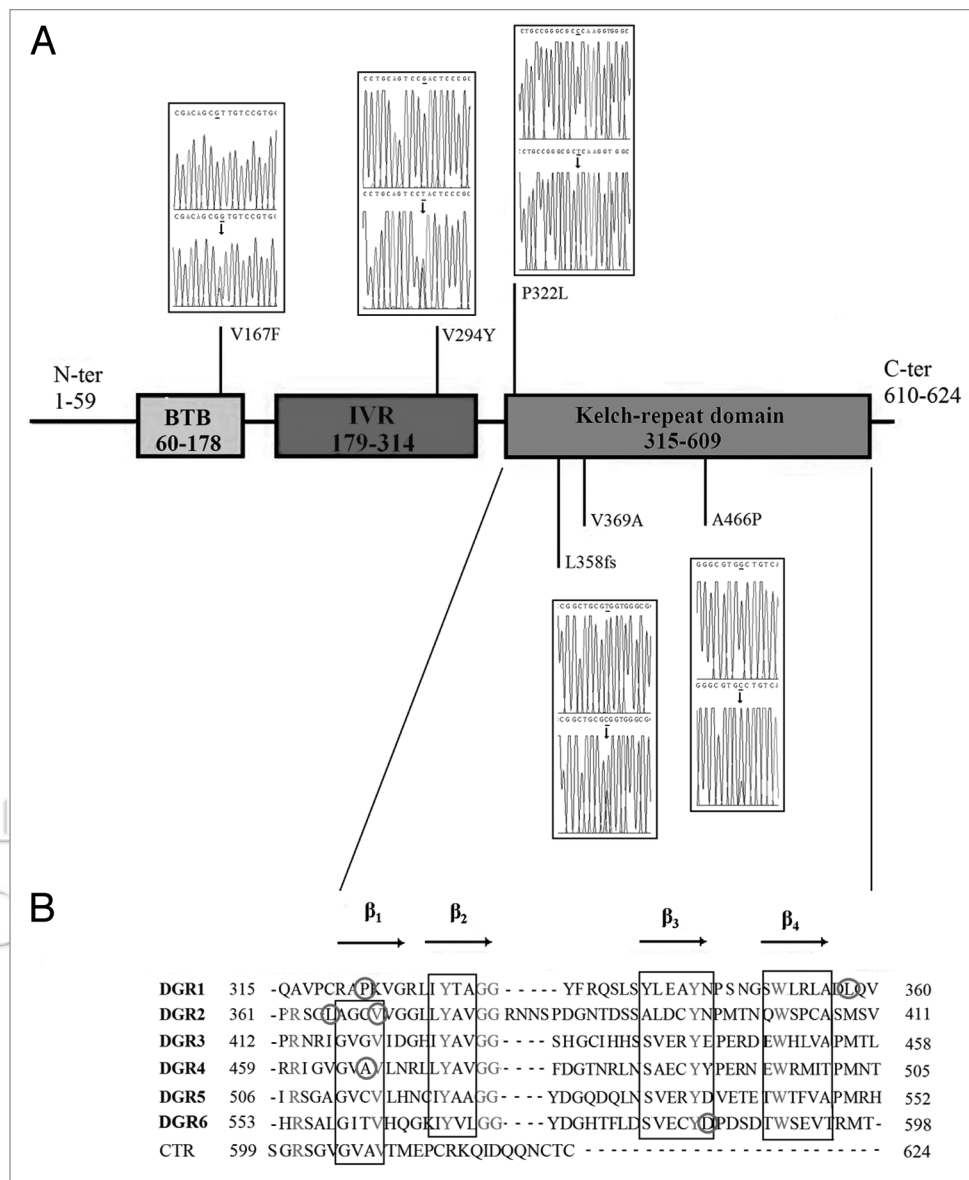 A
CTGCCGGGCGCCCAAGGTGGGC
CCTGCAGTCCGACTCCCGC
CGACAGCGTTGTCCGTGC
CCTGCCGGGCGCTCAAGGTGGGC
CCTGCAGTCCTACTCCCGC
CGACAGCGGTGTCCGTGC
P322L
V167F
V294Y
N-ter
1-59
C-ter
610-624
BTB
60-178
IVR
179-314
Kelch-repeat domain
315-609
V369A
A466P
L358fs
GGGCGTGGCTGTCA
CGGCTGCGTGGTGGGCG
GGGCGTGCCTGTCA
CGGCTGCGCGGTGGGCG
B
β1 β2 β3 β4
DGR1 315 -QAVPCRAPKVGRLIYTAGG-----YFRQSLSYLEAYNPSNGSWLRLADLQV 360
DGR2 361 -PRSGLAGCVVGGLLYAVGGRNNSPDGNTDSSALDCYNPMTNQWSPCASMSV 411
DGR3 412 -PRNRIGVGVIDGHIYAVGG----SHGCIHHSSVERYEPERDEWHLVAPMTL 458
DGR4 459 -RRIGVGVAVLNRLLYAVGG----FDGTNRLNSAECYYPERNEWRMITPMNT 505
DGR5 506 -IRSGAGVCVLHNCIYAAGG----YDGQDQLNSVERYDVETETWTFVAPMRH 552
DGR6 553 -HRSALGITVHQGKIYVLGG----YDGHTFLDSVECYDPDSDTWSEVTRMT- 598
CTR 599 SGRSGVGVAVTMEPCRKQIDQQNCTC-------------------------- 624